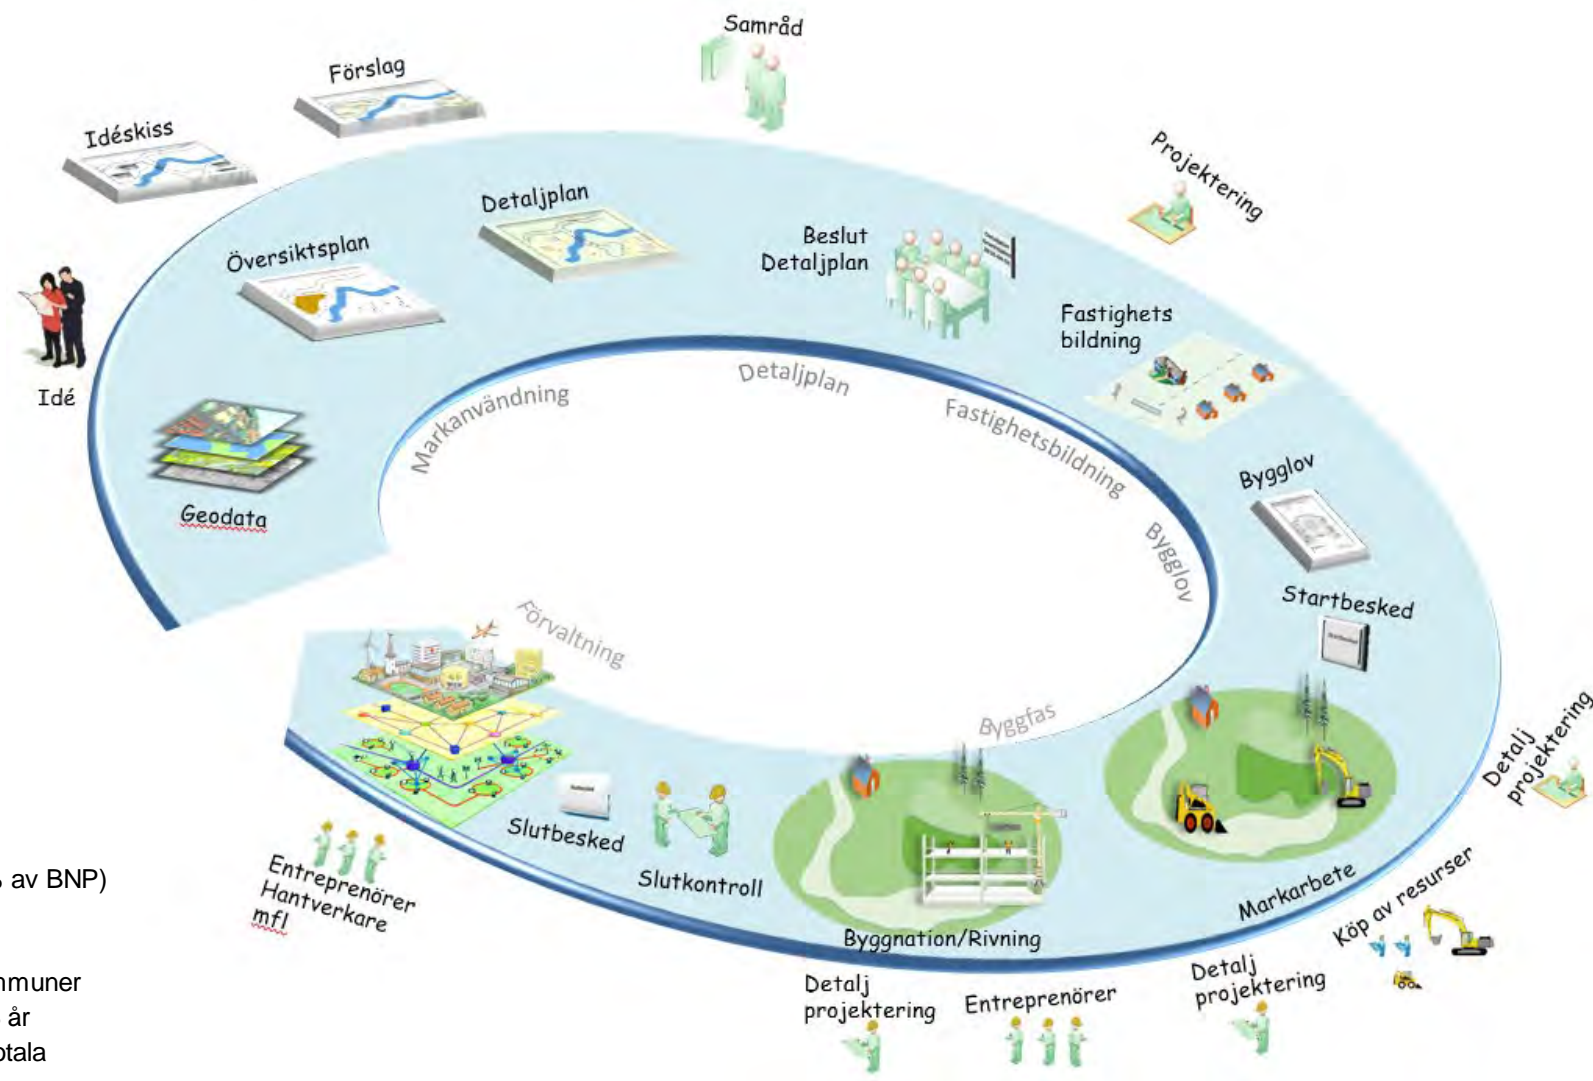 Samråd
Förslag
Idéskiss
Projektering
Detaljplan
Översiktsplan
Beslut
Detaljplan
Idé
Fastighets
bildning
Geodata
Markanvändning
Detaljplan
Fastighetsbildning
Bygglov
Bygglov
Startbesked
Förvaltning
Byggfas
Detalj
projektering
Slutbesked
Slutkontroll
Markarbete
Köp av resurser
Byggnation/Rivning
Entreprenörer
Hantverkare
mfl
Detalj
projektering
Entreprenörer
Detalj
projektering
av BNP)
mmuner
år
otala